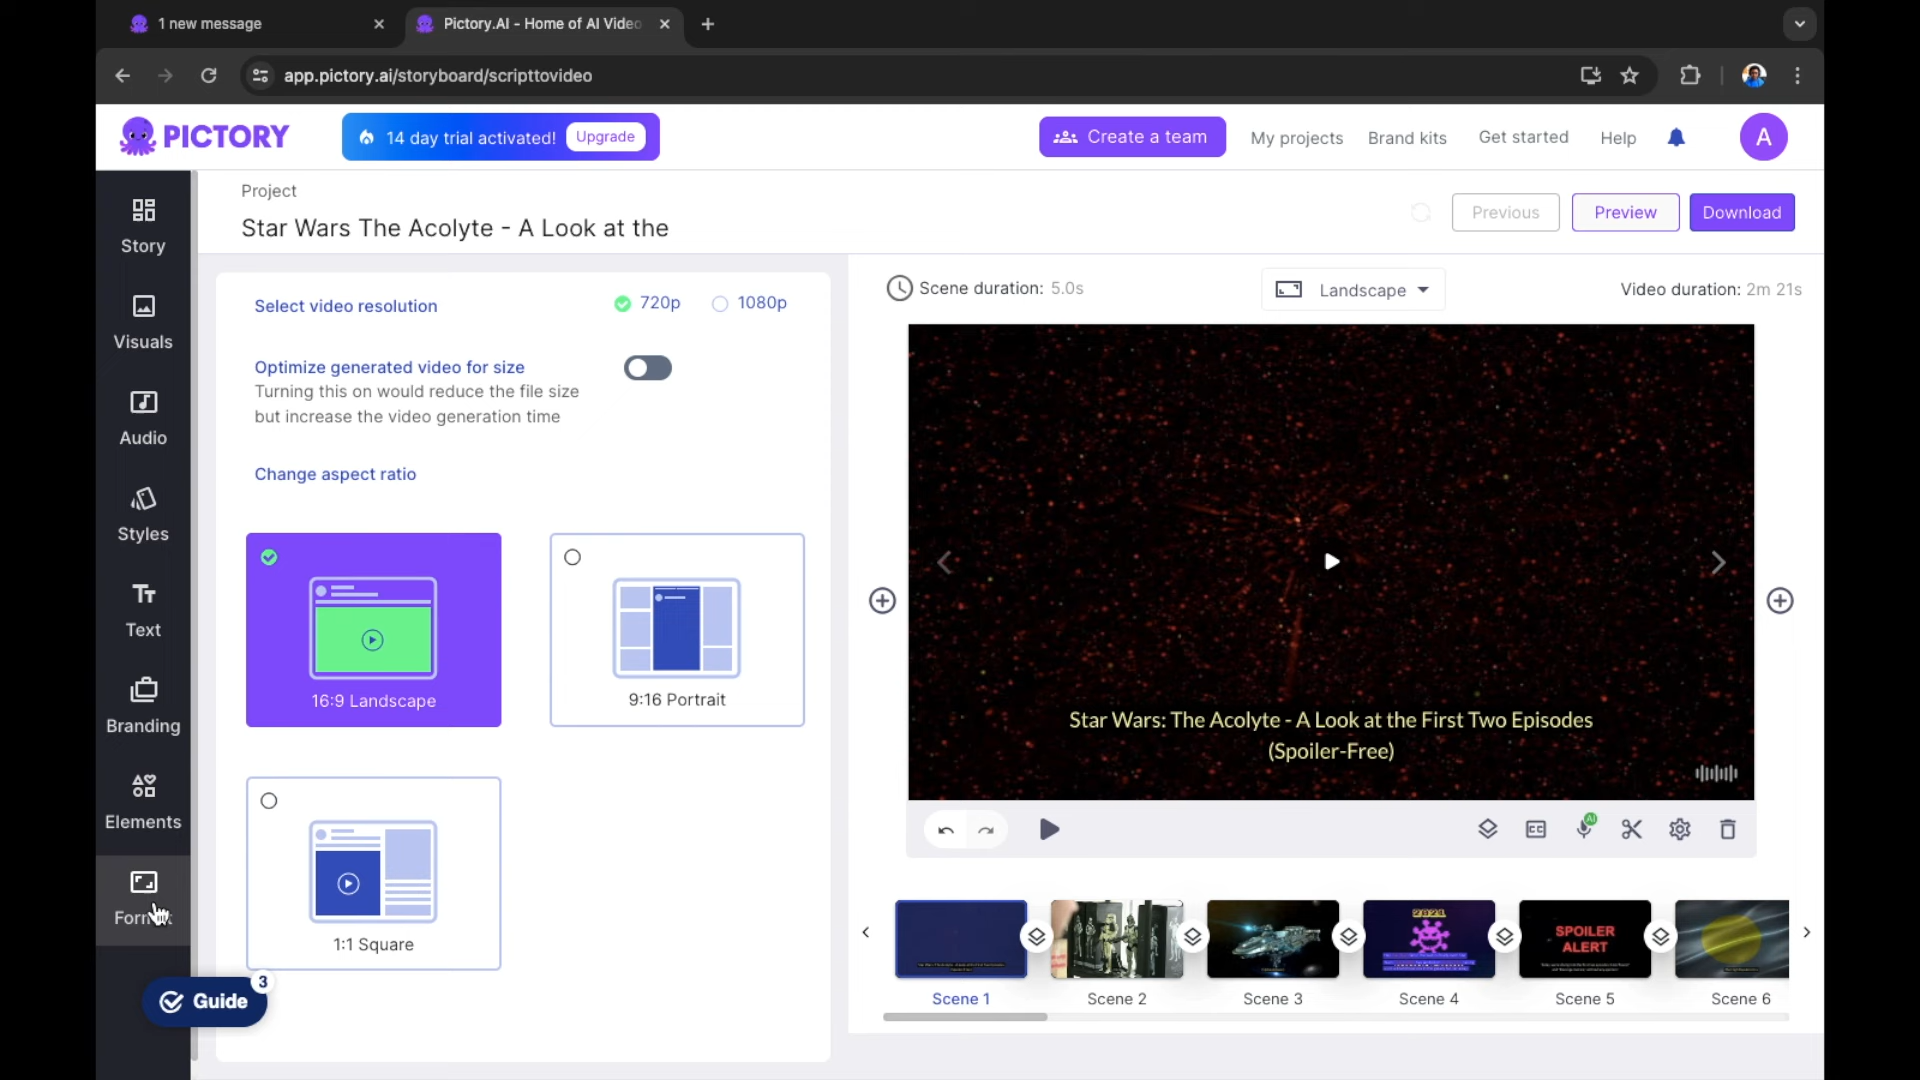 1 new message
Pictory.AI - Home of AI Video
app.pictory.ai/storyboard/scripttovideo
PICTORY
14 day trial activated!
Upgrade
Create a team
My projects
Brand kits
Get started
Help
A
Project
Star Wars The Acolyte - A Look at the
Previous
Preview
Download
Story
Visuals
Audio
Styles
Text
Branding
Elements
Guide
3
Select video resolution
720p
1080p
Optimize generated video for size
Turning this on would reduce the file size
but increase the video generation time
Change aspect ratio
16:9 Landscape
9:16 Portrait
1:1 Square
Scene duration: 5.0s
Landscape
Video duration: 2m 21s
Star Wars: The Acolyte - A Look at the First Two Episodes
(Spoiler-Free)
CC
AI
2021
SPOILER
ALERT
Scene 1
Scene 2
Scene 3
Scene 4
Scene 5
Scene 6